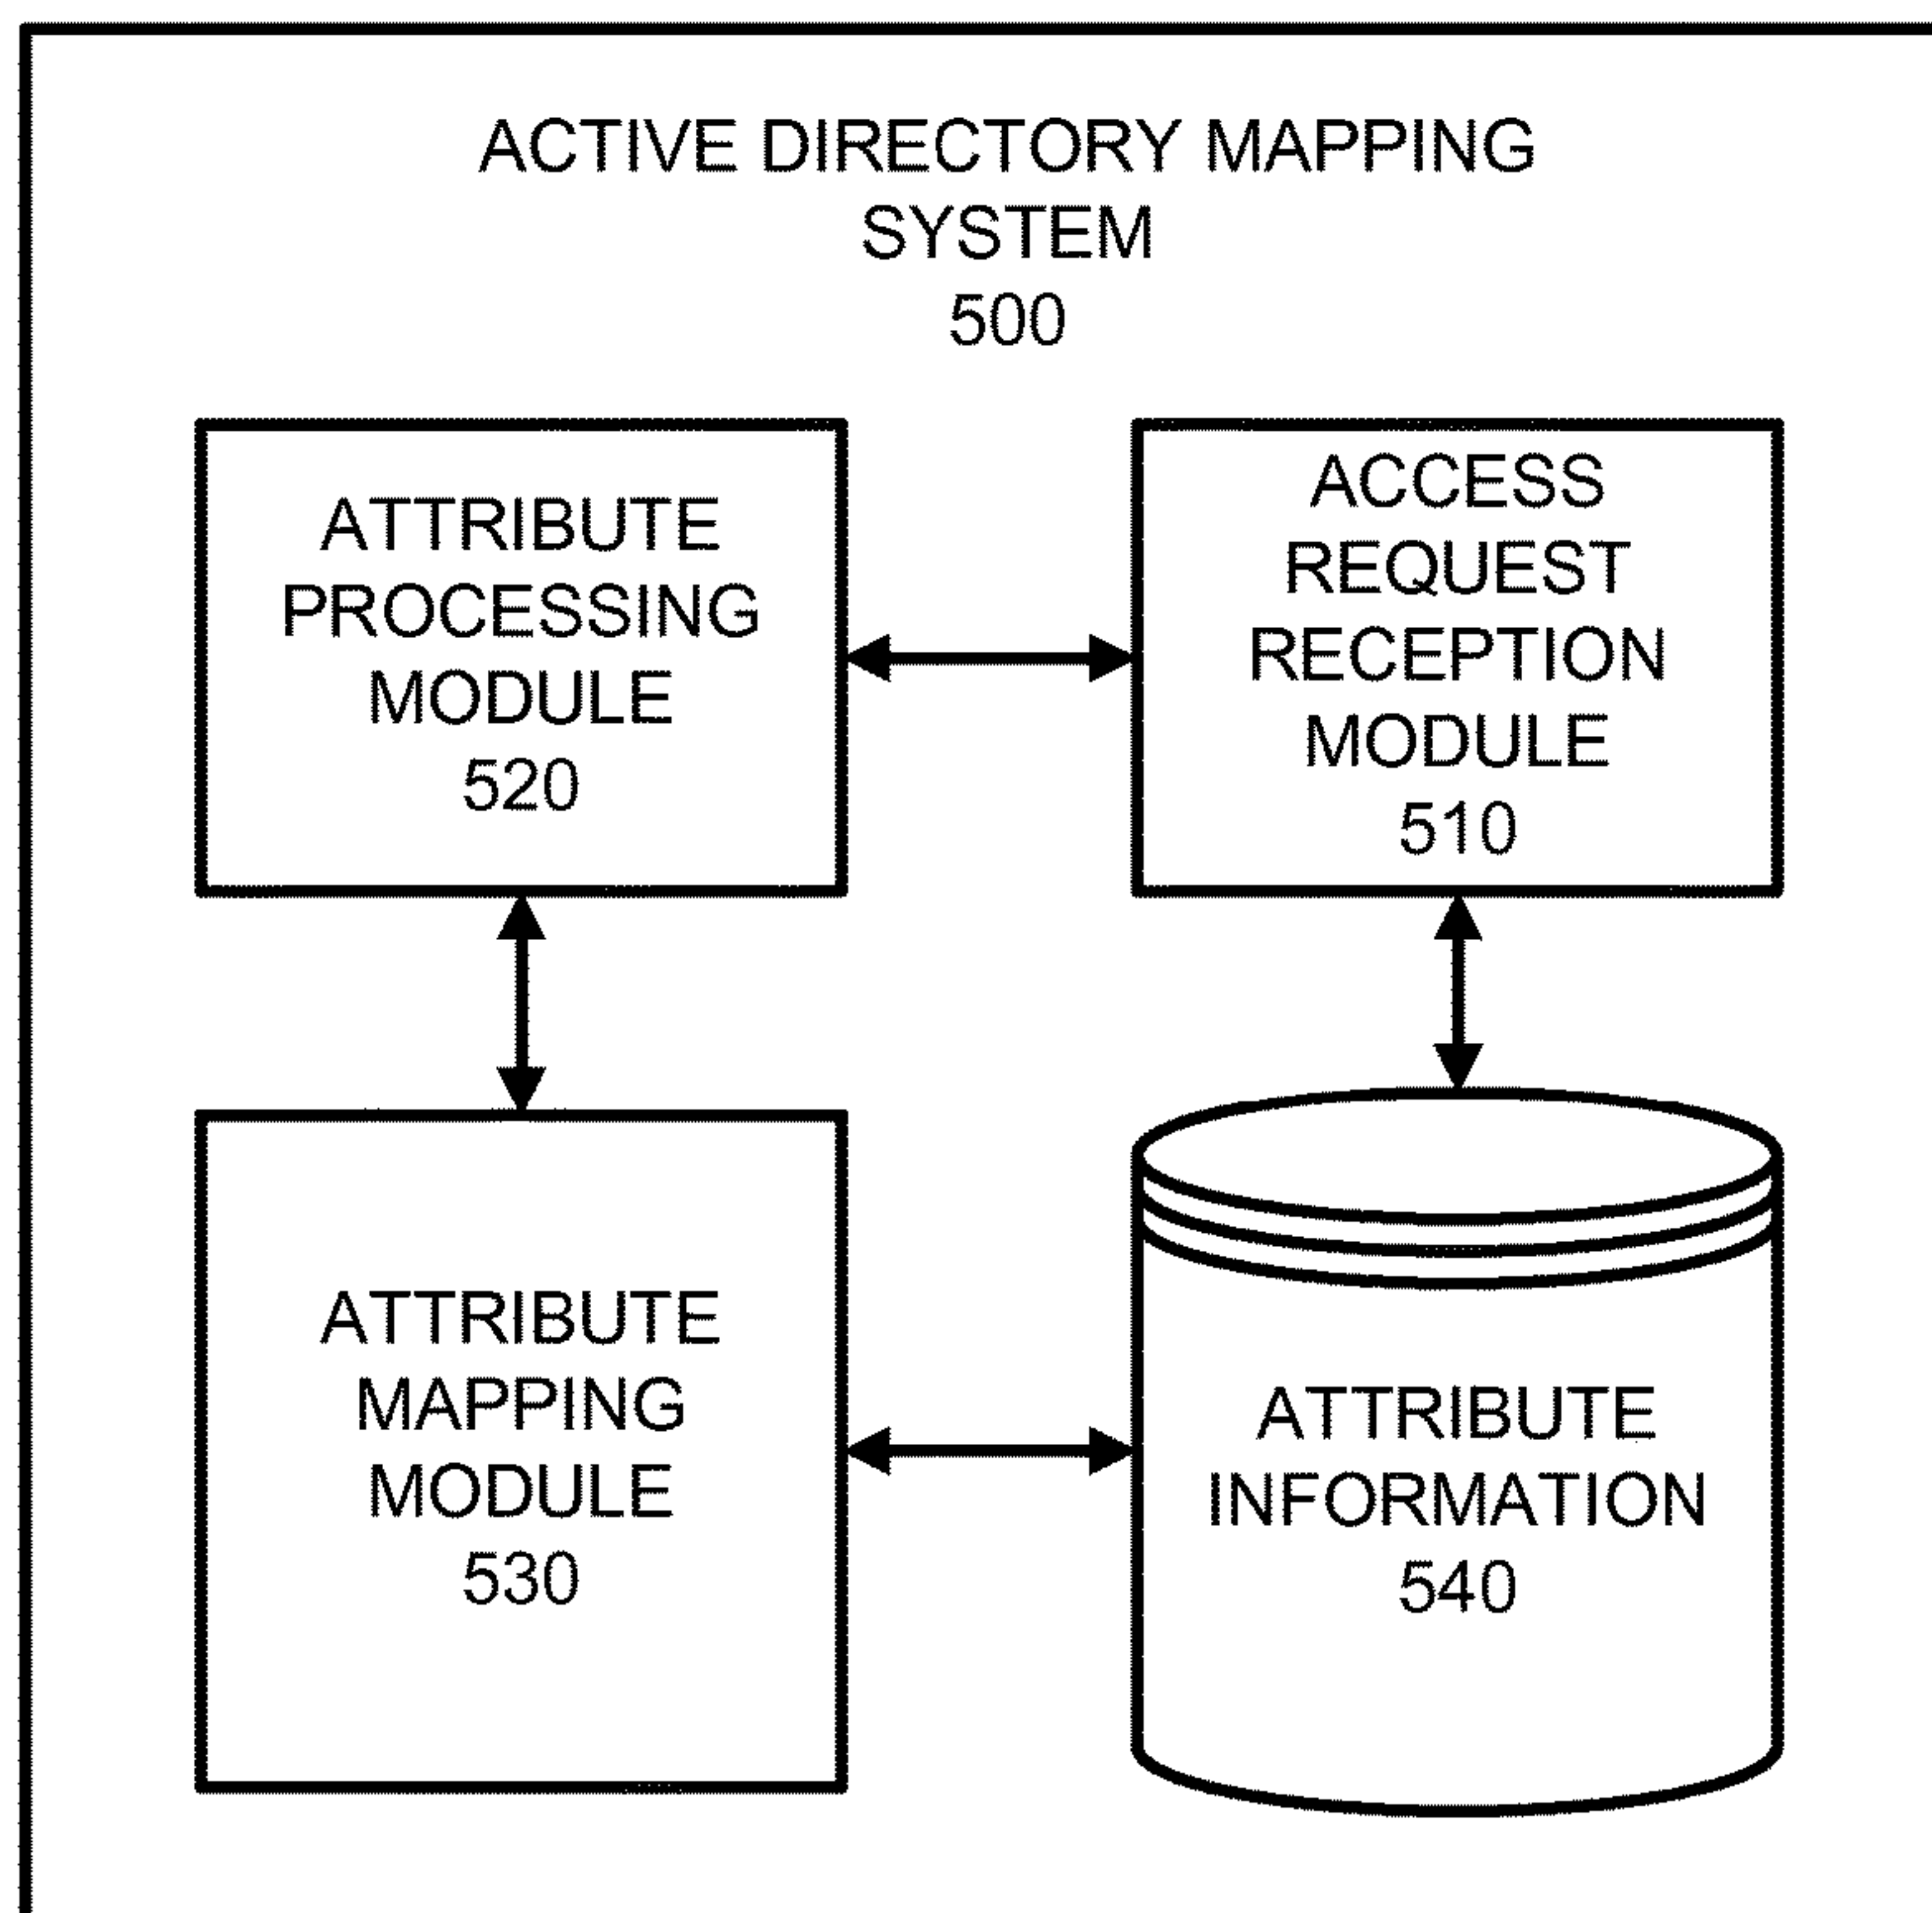 ACTIVE DIRECTORY MAPPING
SYSTEM
500
ATTRIBUTE
PROCESSING
MODULE
520
ACCESS
REQUEST
RECEPTION
MODULE
510
ATTRIBUTE
MAPPING
MODULE
530
ATTRIBUTE
INFORMATION
540